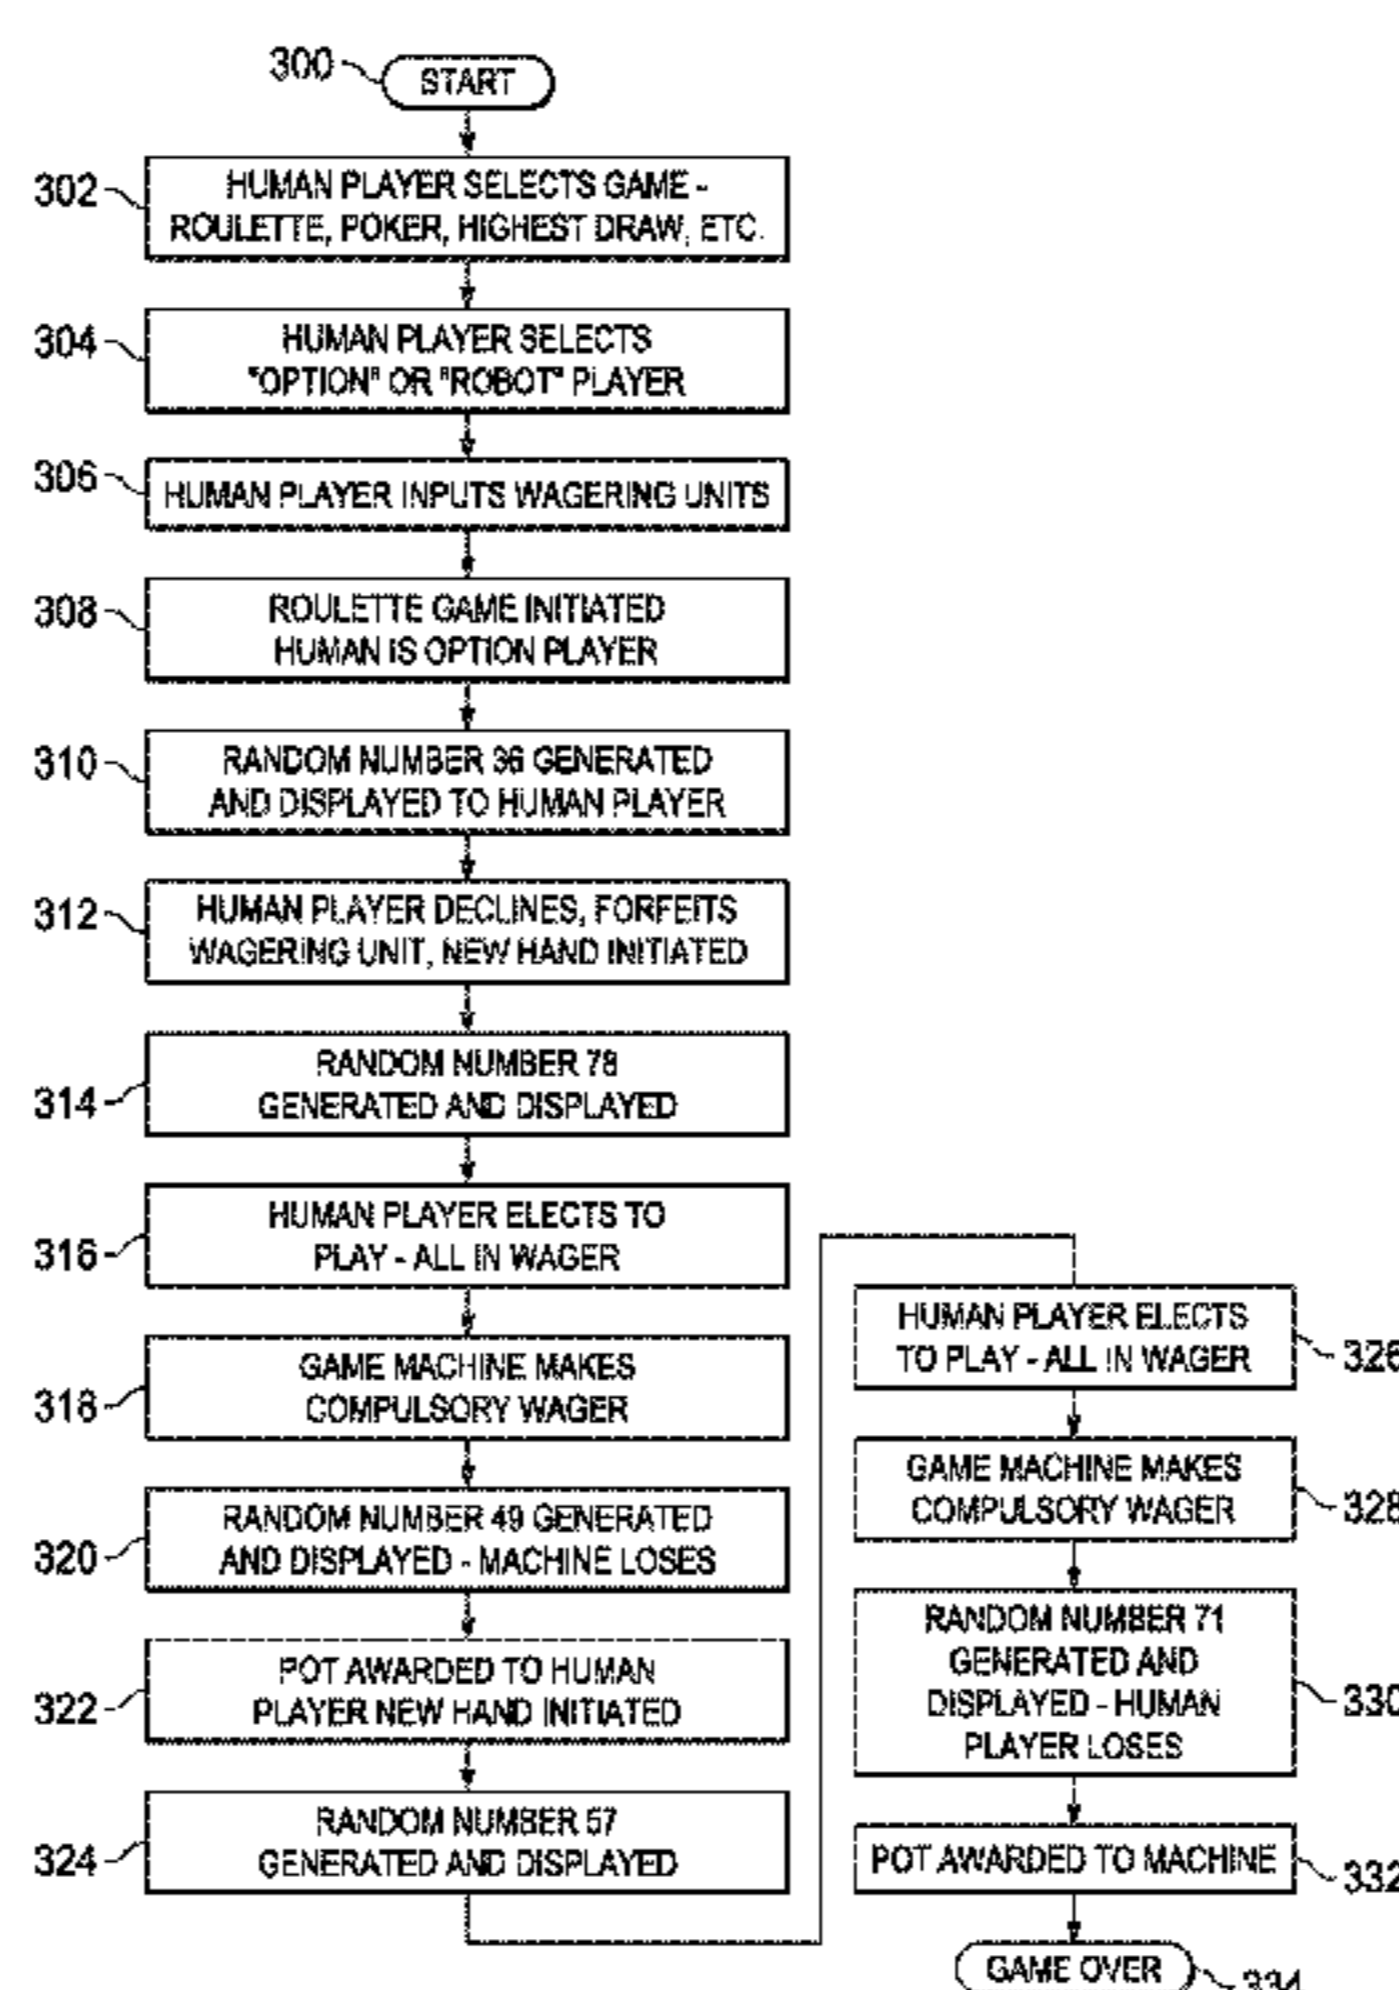 300
START
302
HUMAN PLAYER SELECTS GAME -
ROULETTE, POKER, HIGHEST DRAW, ETC.
304
HUMAN PLAYER SELECTS
"OPTION" OR "ROBOT" PLAYER
306
HUMAN PLAYER INPUTS WAGERING UNITS
308
ROULETTE GAME INITIATED
HUMAN IS OPTION PLAYER
310
RANDOM NUMBER 36 GENERATED
AND DISPLAYED TO HUMAN PLAYER
312
HUMAN PLAYER DECLINES, FORFEITS
WAGERING UNIT, NEW HAND INITIATED
314
RANDOM NUMBER 78
GENERATED AND DISPLAYED
316
HUMAN PLAYER ELECTS TO
PLAY - ALL IN WAGER
318
GAME MACHINE MAKES
COMPULSORY WAGER
320
RANDOM NUMBER 49 GENERATED
AND DISPLAYED - MACHINE LOSES
322
POT AWARDED TO HUMAN
PLAYER NEW HAND INITIATED
324
RANDOM NUMBER 57
GENERATED AND DISPLAYED
HUMAN PLAYER ELECTS
TO PLAY - ALL IN WAGER
326
GAME MACHINE MAKES
COMPULSORY WAGER
328
RANDOM NUMBER 71
GENERATED AND
DISPLAYED - HUMAN
PLAYER LOSES
330
POT AWARDED TO MACHINE
332
GAME OVER
334